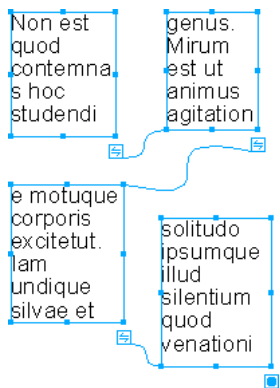 Non est
quod
contemna
s hoc
studendi
genus.
Mirum
est ut
animus
agitation
e motuque
corporis
excitetut.
Iam
undique
silvae et
solitudo
ipsumque
illud
silentium
quod
venationi